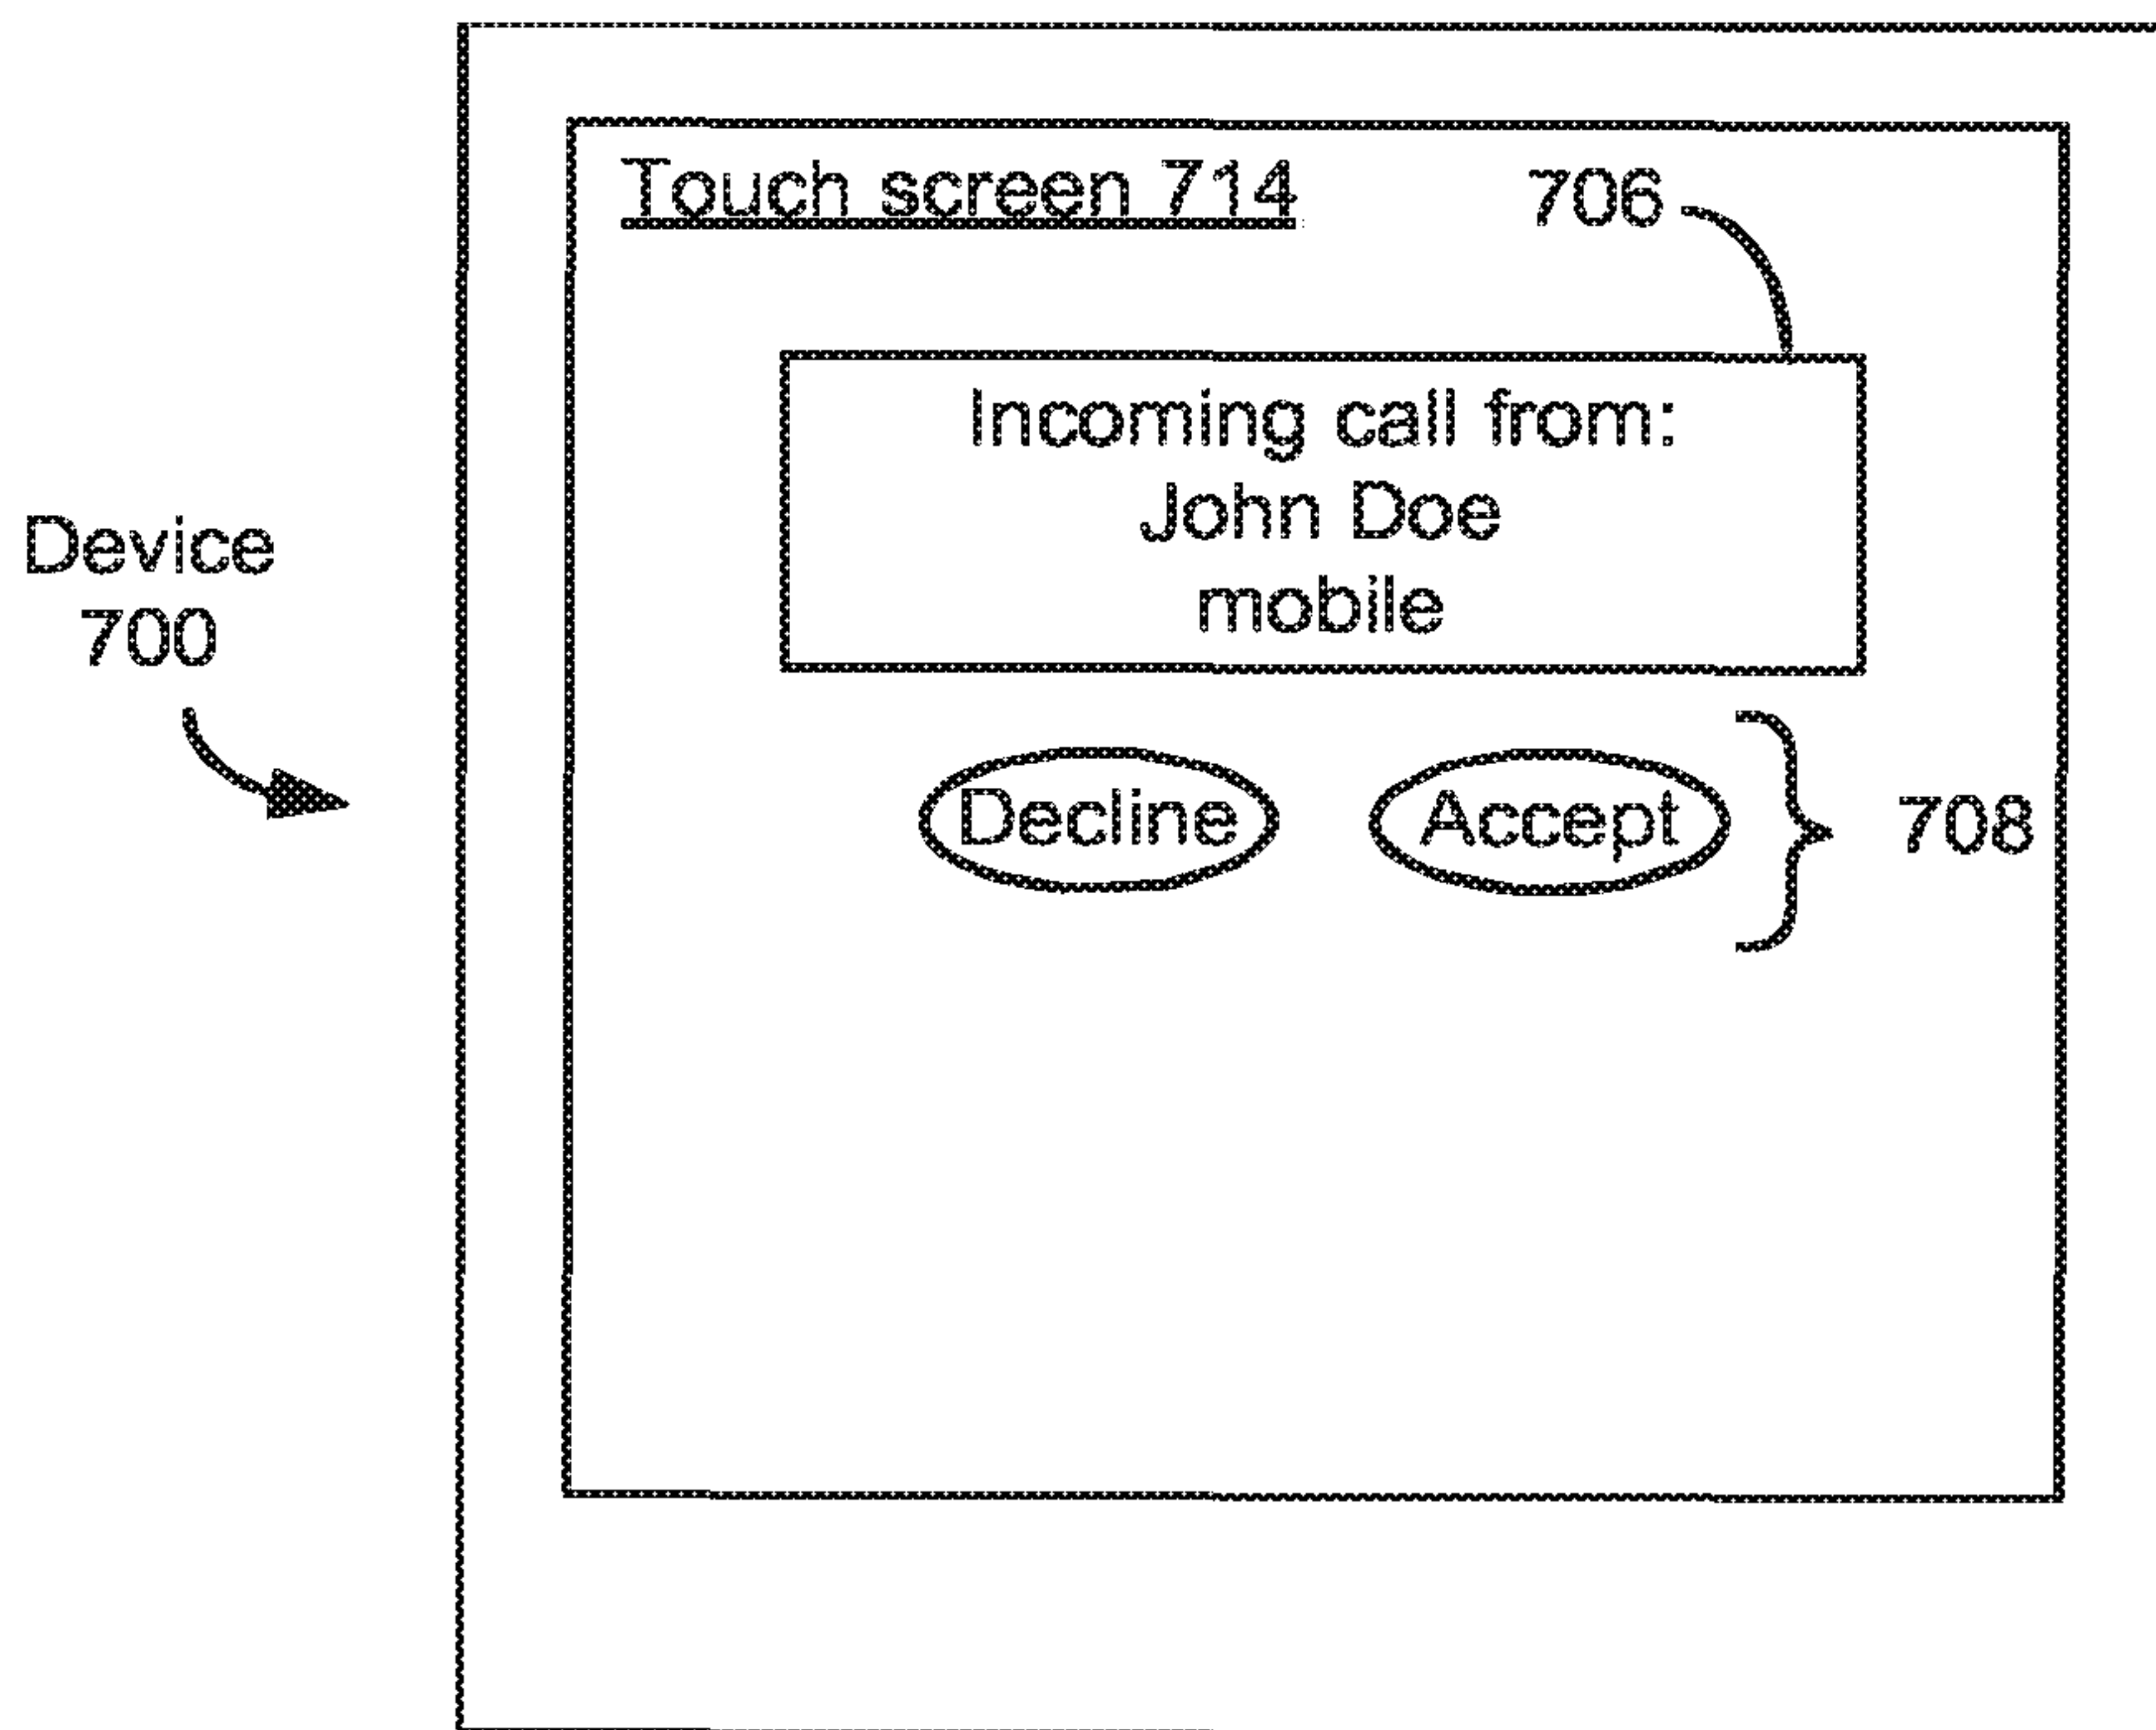 Touch screen 714
706
Incoming call from:
John Doe
mobile
Device
700
Decline
Accept
708